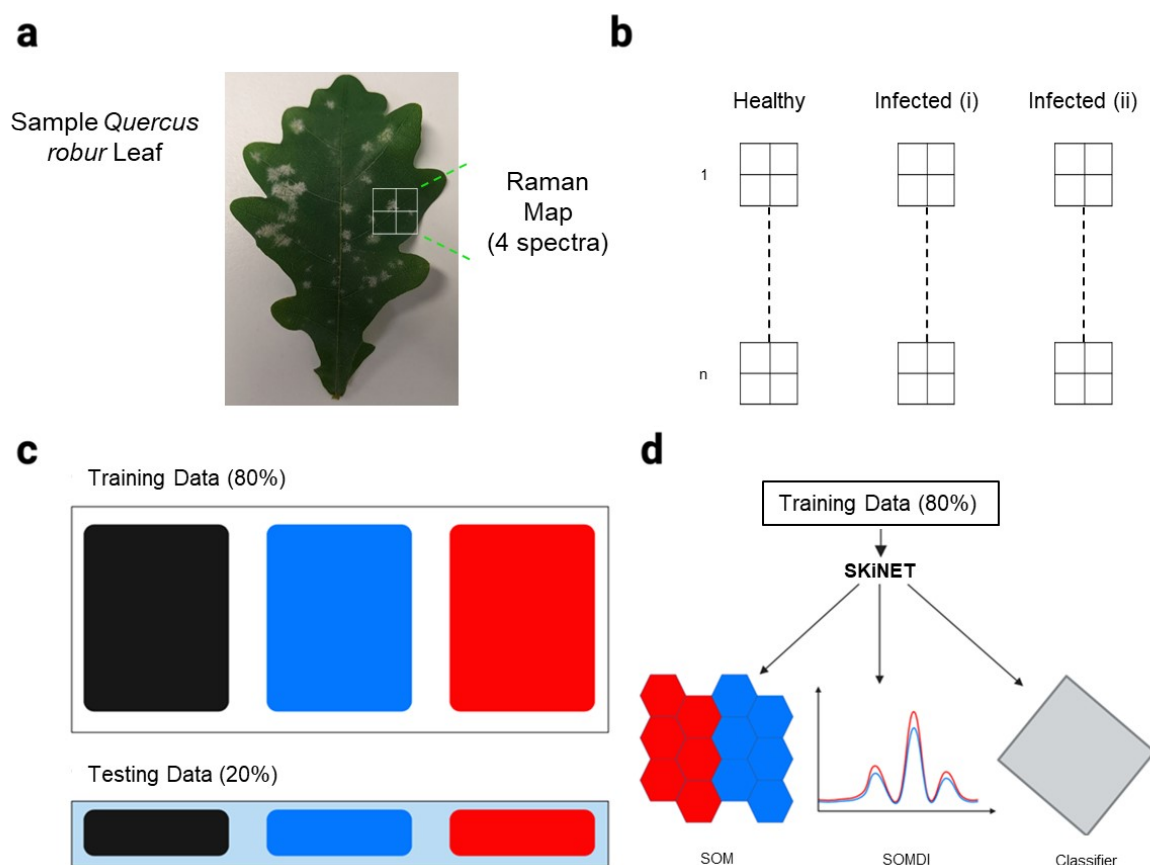 a
Sample Quercus
robur Leaf
Raman
Map
(4 spectra)
b
Healthy
Infected (i)
Infected (ii)
1
n
c
Training Data (80%)
Testing Data (20%)
d
Training Data (80%)
SKiNET
SOM
SOMDI
Classifier